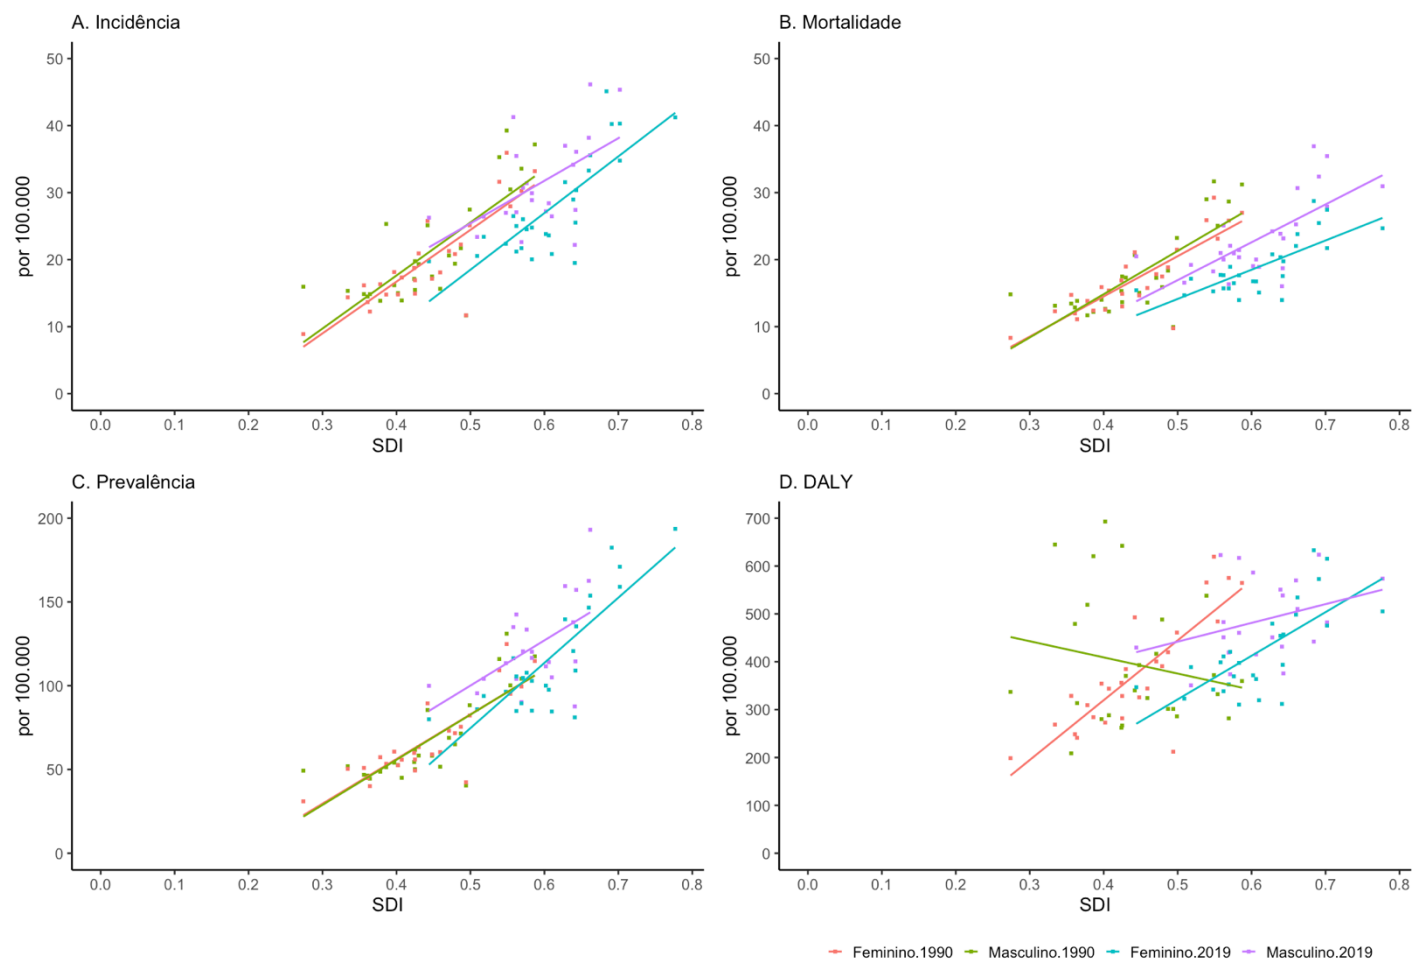 A. Incidência
50
40
30
20
10
0
por 100.000
0.0 0.1 0.2 0.3 0.4 0.5 0.6 0.7 0.8
SDI
B. Mortalidade
50
40
30
20
10
0
por 100.000
0.0 0.1 0.2 0.3 0.4 0.5 0.6 0.7 0.8
SDI
C. Prevalência
200
150
100
50
0
por 100.000
0.0 0.1 0.2 0.3 0.4 0.5 0.6 0.7 0.8
SDI
D. DALY
700
600
500
400
300
200
100
0
por 100.000
0.0 0.1 0.2 0.3 0.4 0.5 0.6 0.7 0.8
SDI
Feminino.1990 Masculino.1990 Feminino.2019 Masculino.2019